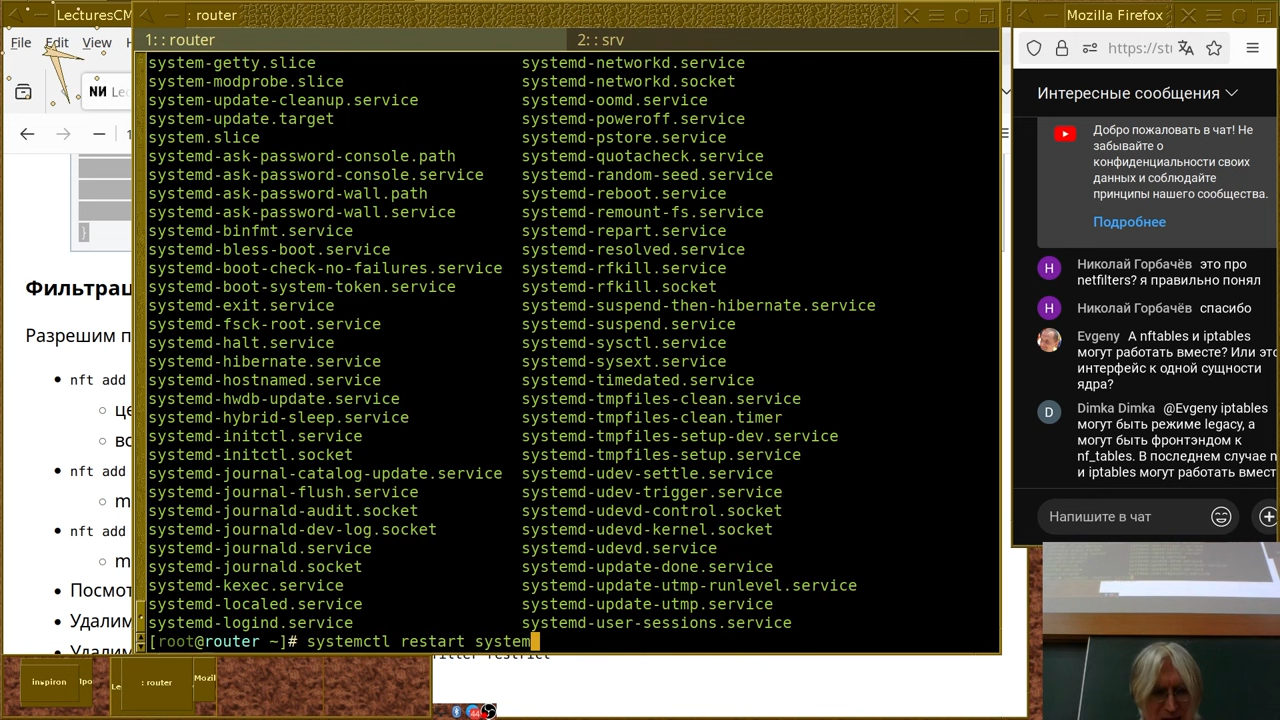 LecturesCM
: router
Mozilla Firefox
File Edit View H
1: : router
2: : srv
https://stu
Интересные сообщения
Lec
1
}
Фильтрац
Разрешим п
nft add
це
вс
nft add
m
nft add
m
Посмот
Удалим
Удалим
system-getty.slice systemd-networkd.service
system-modprobe.slice systemd-networkd.socket
system-update-cleanup.service systemd-oomd.service
system-update.target systemd-poweroff.service
system.slice systemd-pstore.service
systemd-ask-password-console.path systemd-quotacheck.service
systemd-ask-password-console.service systemd-random-seed.service
systemd-ask-password-wall.path systemd-reboot.service
systemd-ask-password-wall.service systemd-remount-fs.service
systemd-binfmt.service systemd-repart.service
systemd-bless-boot.service systemd-resolved.service
systemd-boot-check-no-failures.service systemd-rfkill.service
systemd-boot-system-token.service systemd-rfkill.socket
systemd-exit.service systemd-suspend-then-hibernate.service
systemd-fsck-root.service systemd-suspend.service
systemd-halt.service systemd-sysctl.service
systemd-hibernate.service systemd-sysext.service
systemd-hostnamed.service systemd-timedated.service
systemd-hwdb-update.service systemd-tmpfiles-clean.service
systemd-hybrid-sleep.service systemd-tmpfiles-clean.timer
systemd-initctl.service systemd-tmpfiles-setup-dev.service
systemd-initctl.socket systemd-tmpfiles-setup.service
systemd-journal-catalog-update.service systemd-udev-settle.service
systemd-journal-flush.service systemd-udev-trigger.service
systemd-journald-audit.socket systemd-udevd-control.socket
systemd-journald-dev-log.socket systemd-udevd-kernel.socket
systemd-journald.service systemd-udevd.service
systemd-journald.socket systemd-update-done.service
systemd-kexec.service systemd-update-utmp-runlevel.service
systemd-localed.service systemd-update-utmp.service
systemd-logind.service systemd-user-sessions.service
[root@router ~]# systemctl restart system
Добро пожаловать в чат! Не
забывайте о
конфиденциальности своих
данных и соблюдайте
принципы нашего сообщества.
Подробнее
Н Николай Горбачёв это про
netfilters? я правильно понял
Н Николай Горбачёв спасибо
Evgeny А nftables и iptables
могут работать вместе? Или это
интерфейс к одной сущности
ядра?
D Dimka Dimka @Evgeny iptables
могут быть режиме legacy, а
могут быть фронтэндом к
nf_tables. В последнем случае n
и iptables могут работать вмест
Напишите в чат
inspiron
Le
: router
Mozil